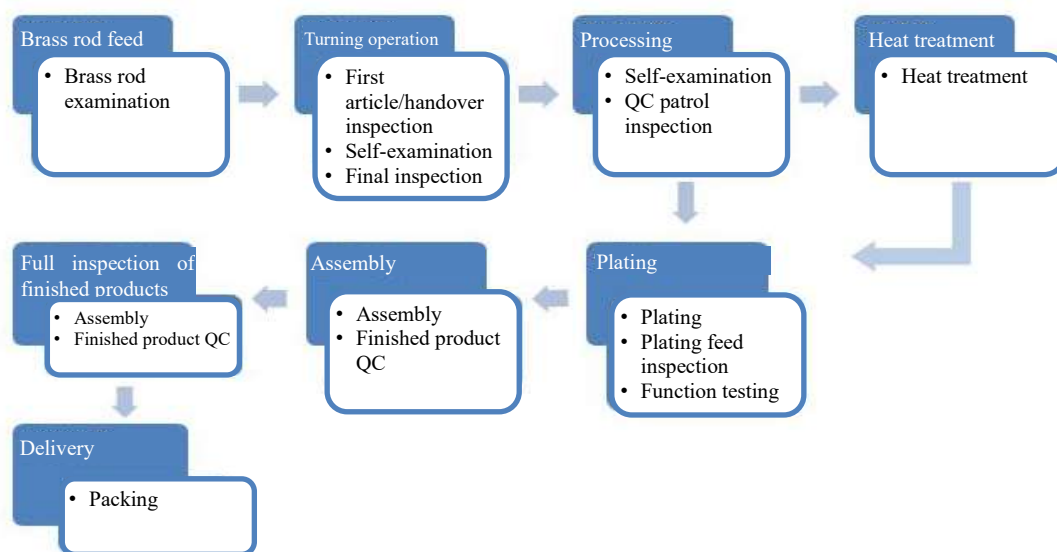 Brass rod feed
• Brass rod
examination
Turning operation
• First
article/handover
inspection
• Self-examination
• Final inspection
Processing
• Self-examination
• QC patrol
inspection
Heat treatment
• Heat treatment
Full inspection of
finished products
• Assembly
• Finished product QC
Assembly
• Assembly
• Finished product
QC
Plating
• Plating
• Plating feed
inspection
• Function testing
Delivery
• Packing